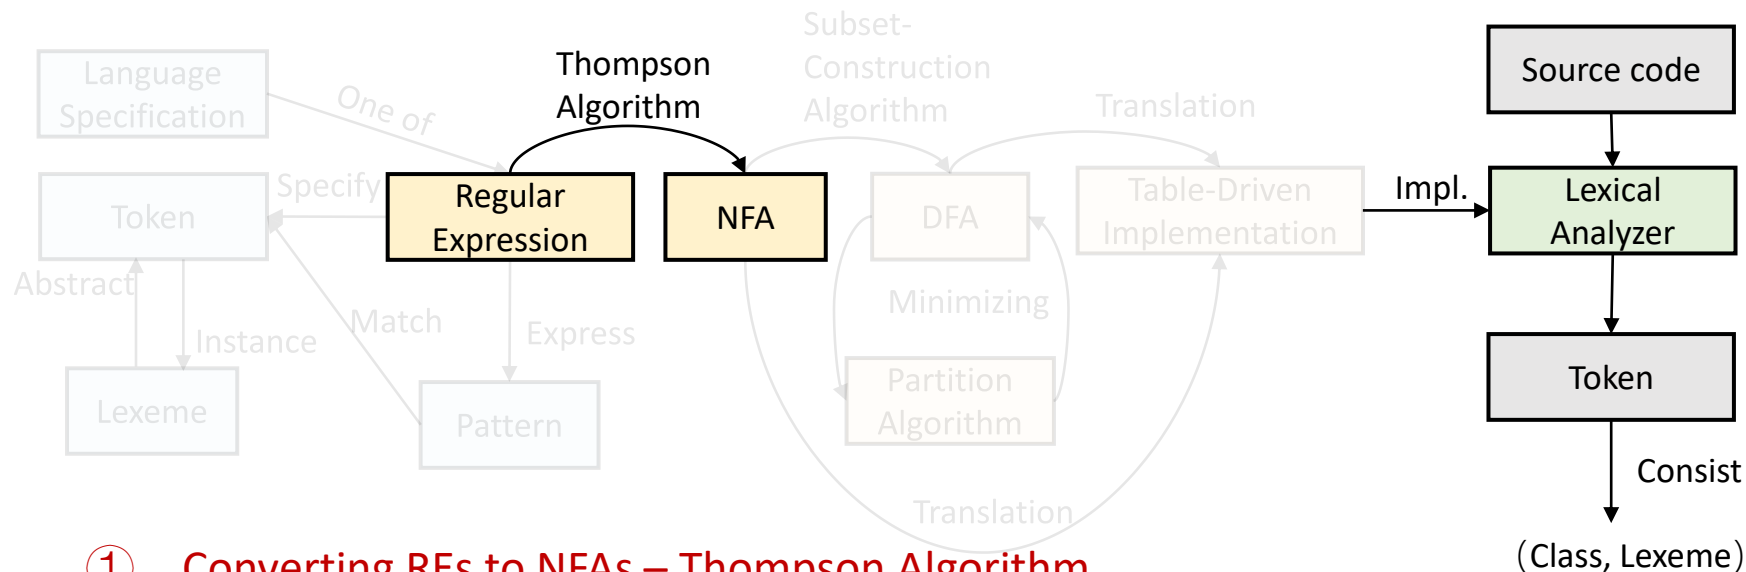 Subset-
Construction
Algorithm
Thompson
Algorithm
Language
Specification
One of
Translation
Source code
Specify
Token
Regular
Expression
NFA
DFA
Table-Driven
Implementation
Impl.
Lexical
Analyzer
Abstract
Instance
Match
Express
Minimizing
Lexeme
Pattern
Partition
Algorithm
Token
Translation
Consist
(Class, Lexeme)
① Converting REs to NFAs – Thompson Algorithm